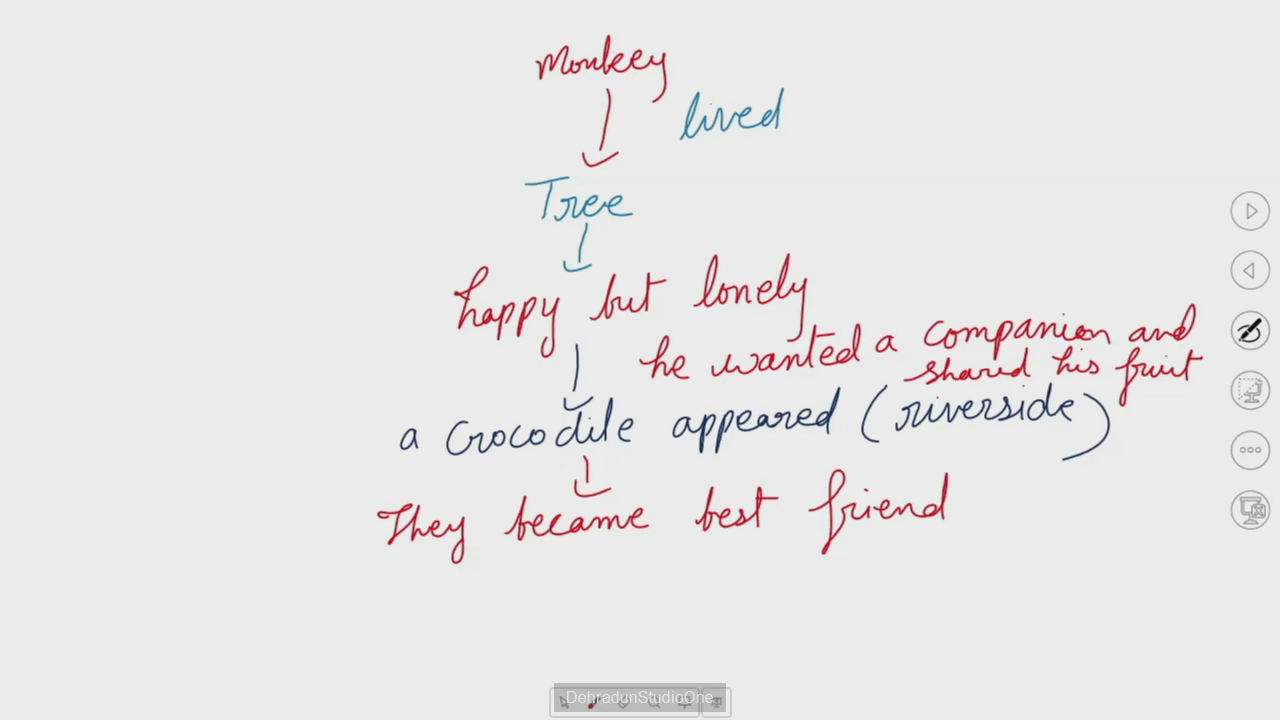 Monkey
lived
Tree
happy but lonely
he wanted a companion and
shared his fruit
a crocodile appeared (riverside)
They became best friend
DehradunStudioOne